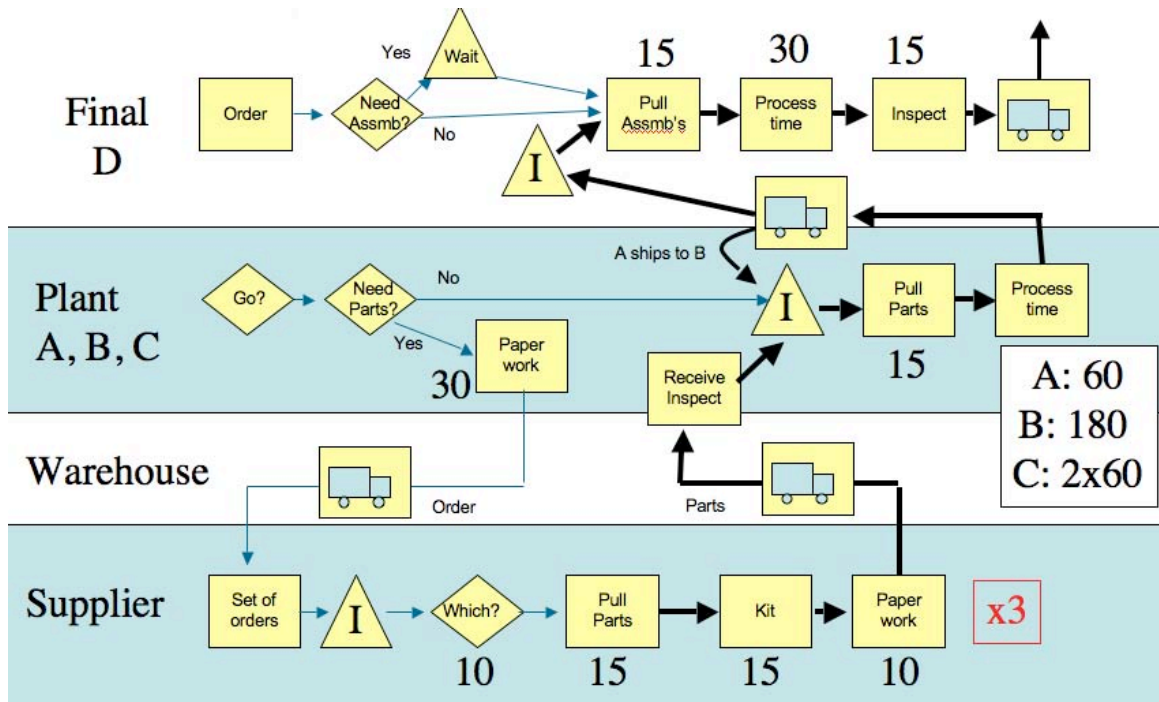 15
30
15
Yes
Wait
Final
D
Order
Need
Assmb?
No
Pull
Assmb's
Process
time
Inspect
I
A ships to B
Plant
A, B, C
Go?
Need
Parts?
No
Yes
30
Paper
work
I
Pull
Parts
15
Process
time
Receive
Inspect
A: 60
B: 180
C: 2x60
Warehouse
Order
Parts
Supplier
Set of
orders
I
Which?
10
Pull
Parts
15
Kit
15
Paper
work
10
x3